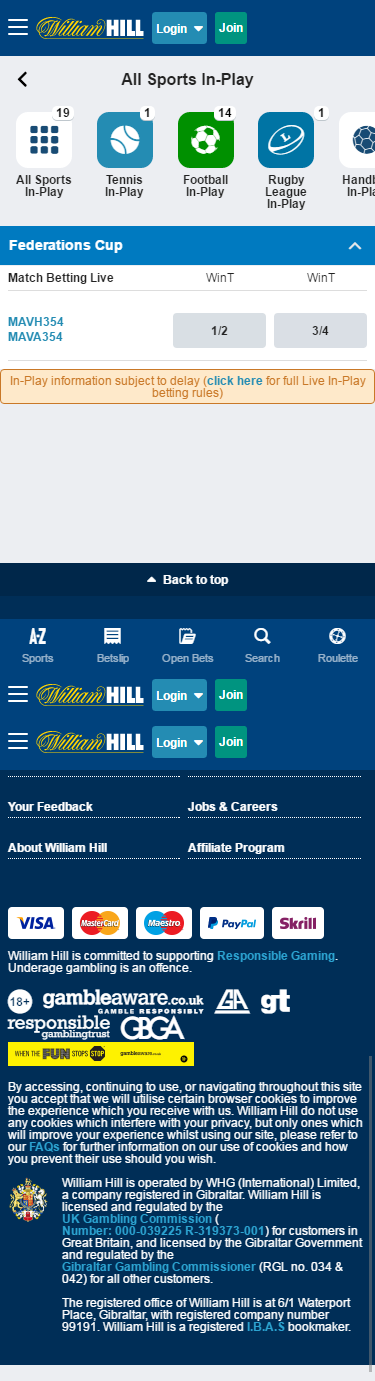 William HILL Login Join
All Sports In-Play
19 1 14 1
All Sports In-Play
Tennis In-Play
Football In-Play
Rugby League In-Play
Handb
In-Pla
Federations Cup
Match Betting Live WinT WinT
MAVH354
MAVA354
1/2 3/4
In-Play information subject to delay (click here for full Live In-Play
betting rules)
Back to top
A-Z
Sports Betslip Open Bets Search Roulette
William HILL Login Join
William HILL Login Join
Your Feedback Jobs & Careers
About William Hill Affiliate Program
VISA MasterCard Maestro PayPal Skrill
William Hill is committed to supporting Responsible Gaming.
Underage gambling is an offence.
18+ gambleaware.co.uk GA gt
GAMBLE RESPONSIBLY
responsible
gamblingtrust
GBGA
WHEN THE FUN STOPS STOP gambleaware.co.uk
By accessing, continuing to use, or navigating throughout this site
you accept that we will utilise certain browser cookies to improve
the experience which you receive with us. William Hill do not use
any cookies which interfere with your privacy, but only ones which
will improve your experience whilst using our site, please refer to
our FAQs for further information on our use of cookies and how
you prevent their use should you wish.
William Hill is operated by WHG (International) Limited,
a company registered in Gibraltar. William Hill is
licensed and regulated by the
UK Gambling Commission (
Number: 000-039225 R-319373-001) for customers in
Great Britain, and licensed by the Gibraltar Government
and regulated by the
Gibraltar Gambling Commissioner (RGL no. 034 &
042) for all other customers.
The registered office of William Hill is at 6/1 Waterport
Place, Gibraltar, with registered company number
99191. William Hill is a registered I.B.A.S bookmaker.